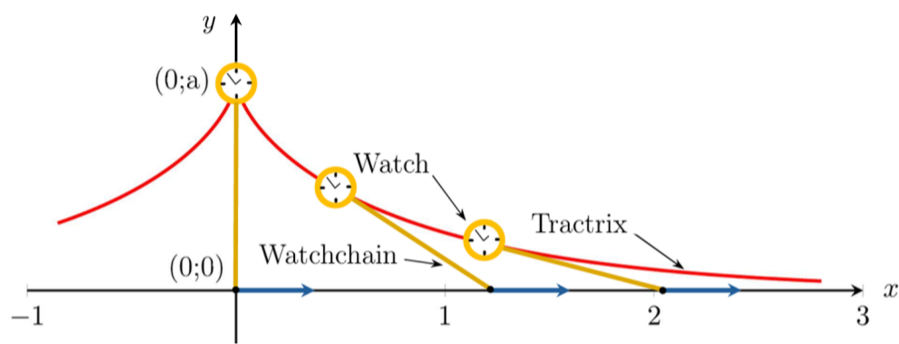 y
(0;a)
Watch
Tractrix
Watchchain
(0;0)
x
−1
1
2
3